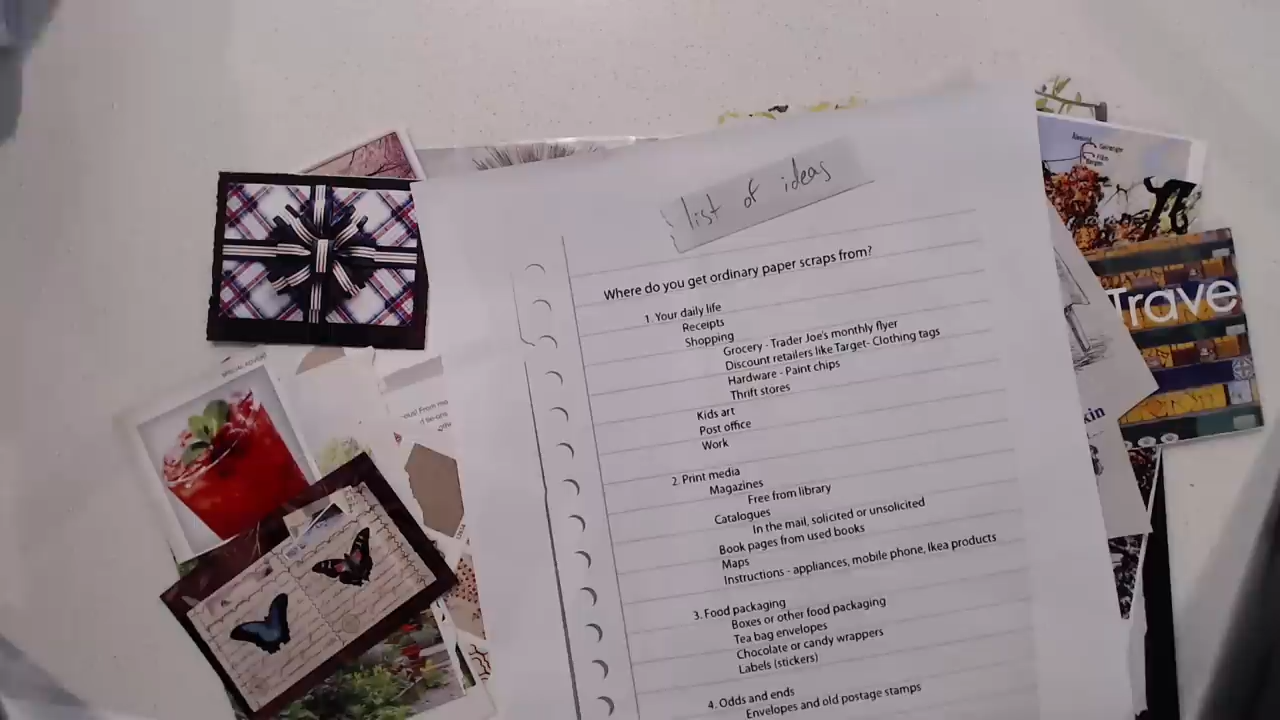 list of ideas
Where do you get ordinary paper scraps from?
1. Your daily life
Receipts
Shopping
Grocery - Trader Joe's monthly flyer
Discount retailers like Target- Clothing tags
Hardware - Paint chips
Thrift stores
Kids art
Post office
Work
2. Print media
Magazines
Free from library
Catalogues
In the mail, solicited or unsolicited
Book pages from used books
Maps
Instructions - appliances, mobile phone, Ikea products
3. Food packaging
Boxes or other food packaging
Tea bag envelopes
Chocolate or candy wrappers
Labels (stickers)
4. Odds and ends
Envelopes and old postage stamps
Trave
kin
SPECIAL